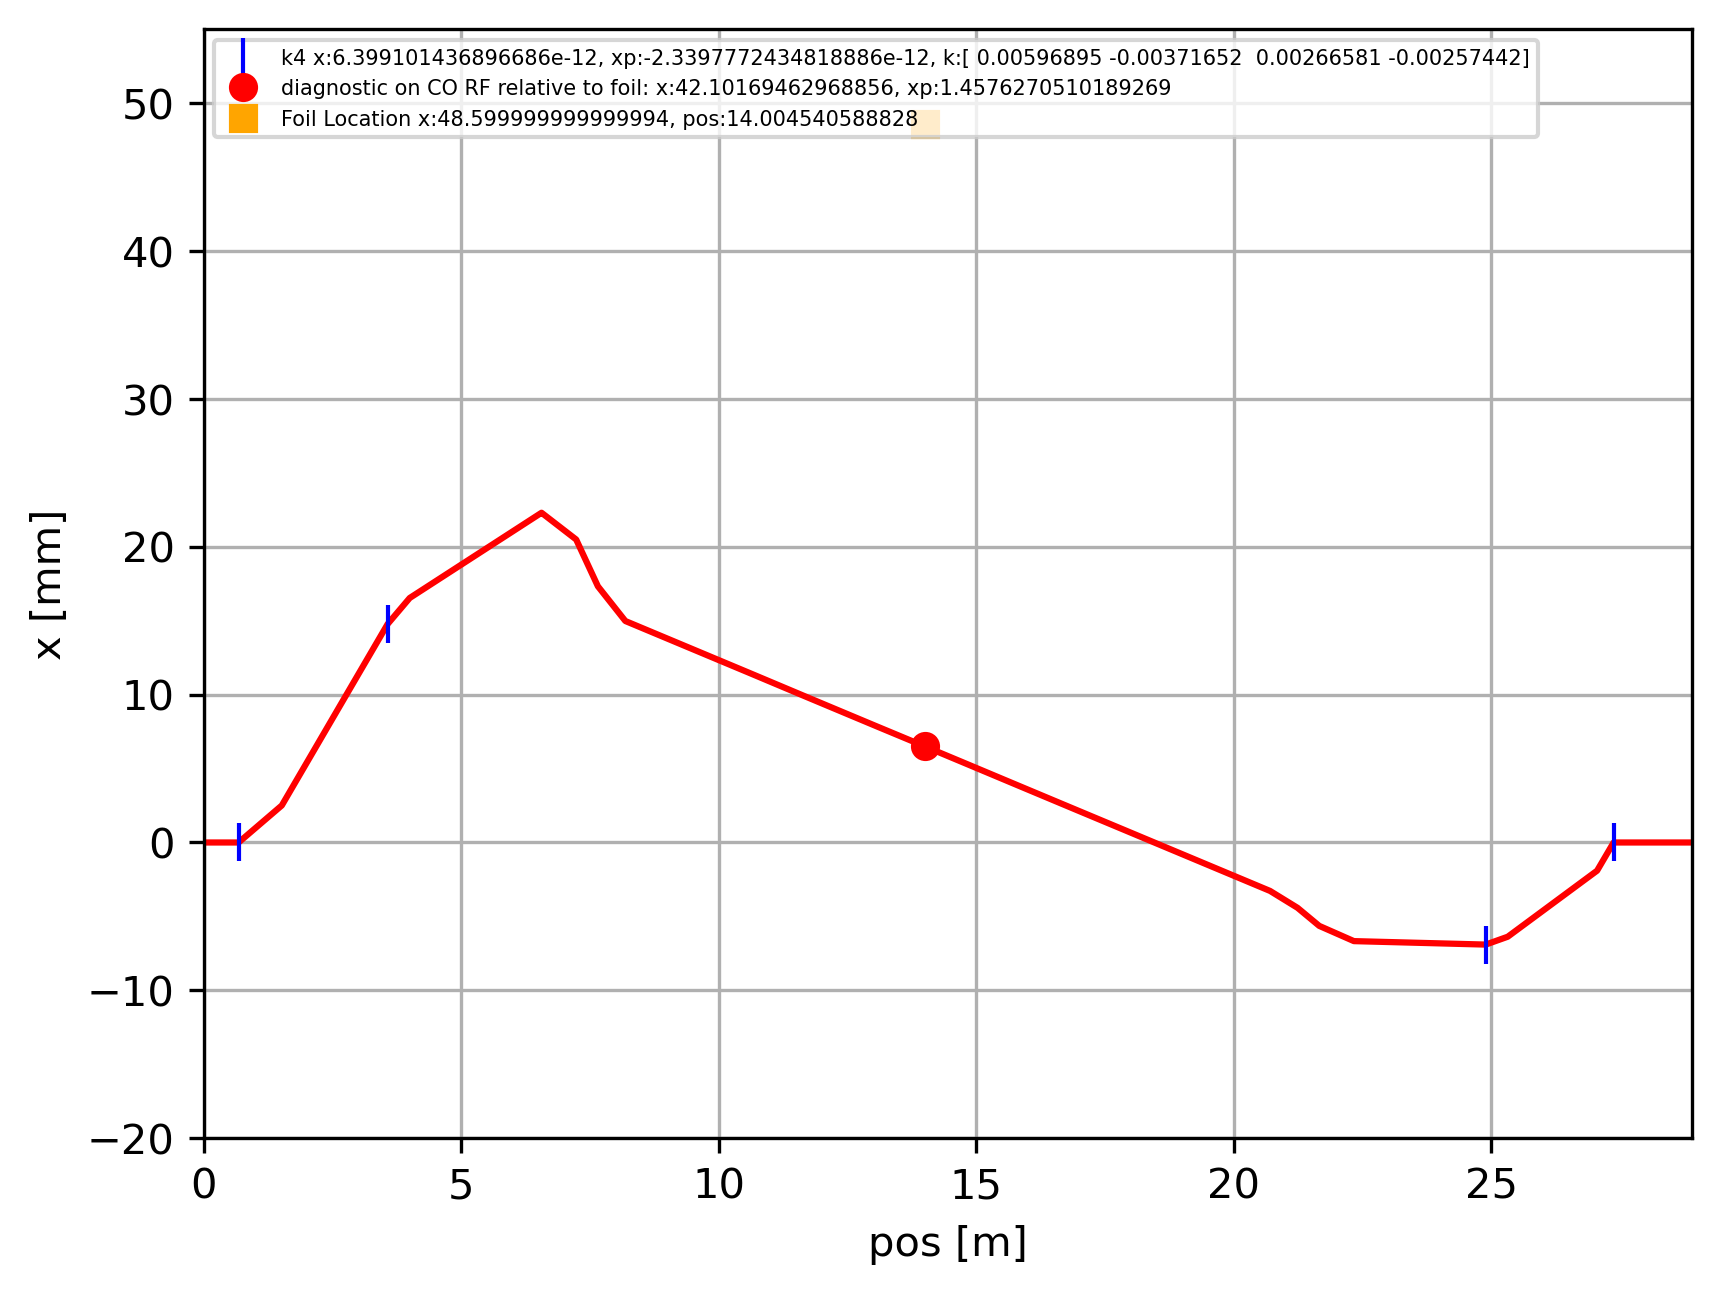 k4 x:6.399101436896686e-12, xp:-2.3397772434818886e-12, k:[ 0.00596895 -0.00371652  0.00266581 -0.00257442]
diagnostic on CO RF relative to foil: x:42.10169462968856, xp:1.4576270510189269
Foil Location x:48.599999999999994, pos:14.004540588828
50
40
30
20
10
0
−10
−20
x [mm]
0 5 10 15 20 25
pos [m]